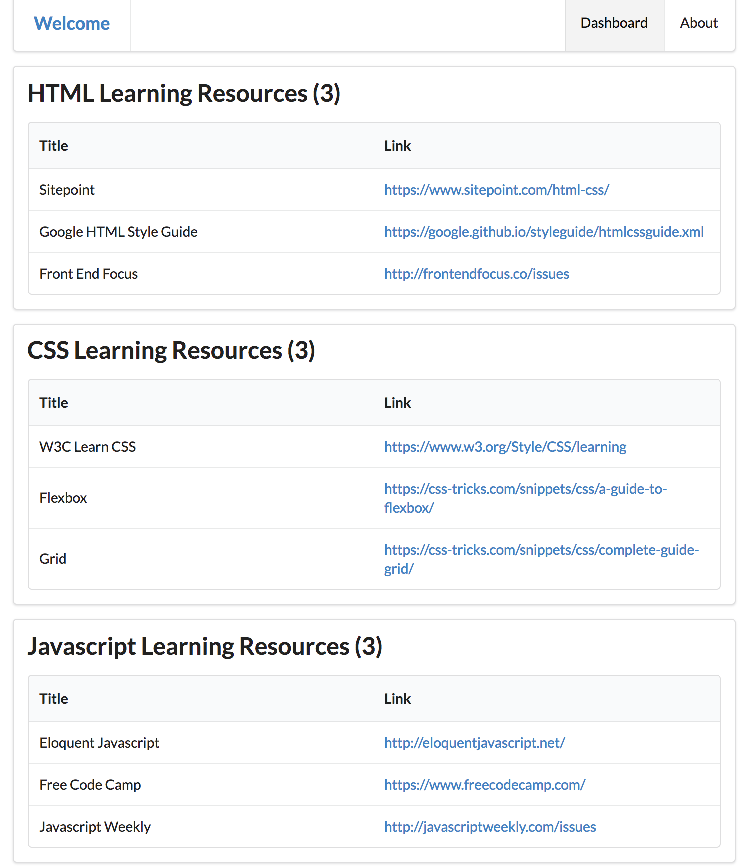 Welcome Dashboard About
HTML Learning Resources (3)
Title Link
Sitepoint https://www.sitepoint.com/html-css/
Google HTML Style Guide https://google.github.io/styleguide/htmlcssguide.xml
Front End Focus http://frontendfocus.co/issues
CSS Learning Resources (3)
Title Link
W3C Learn CSS https://www.w3.org/Style/CSS/learning
Flexbox https://css-tricks.com/snippets/css/a-guide-to-
flexbox/
Grid https://css-tricks.com/snippets/css/complete-guide-
grid/
Javascript Learning Resources (3)
Title Link
Eloquent Javascript http://eloquentjavascript.net/
Free Code Camp https://www.freecodecamp.com/
Javascript Weekly http://javascriptweekly.com/issues